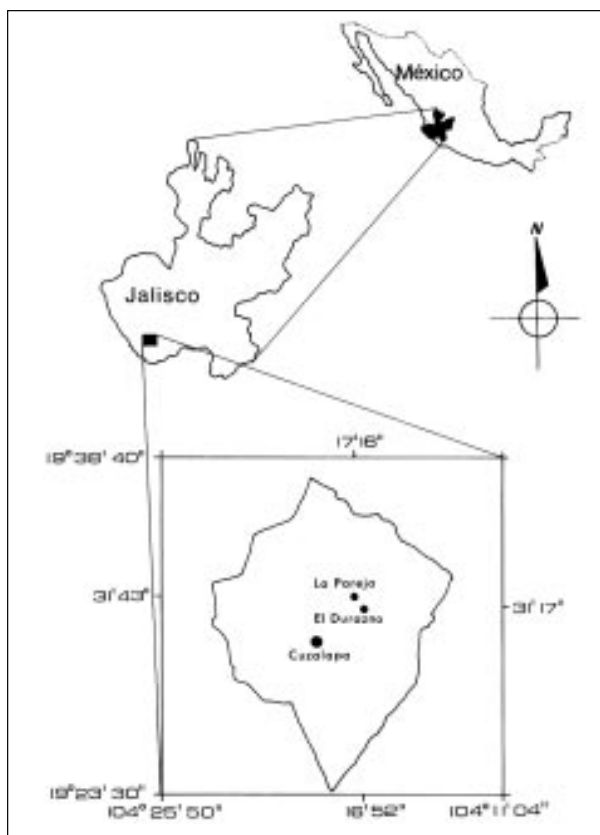 México
N
Jalisco
17'16"
19°38'40"
La Pareja
31'43"
El Durazno
31'17"
Cuzalapa
19°23'30"
104°25'50" 16'52" 104°11'04"